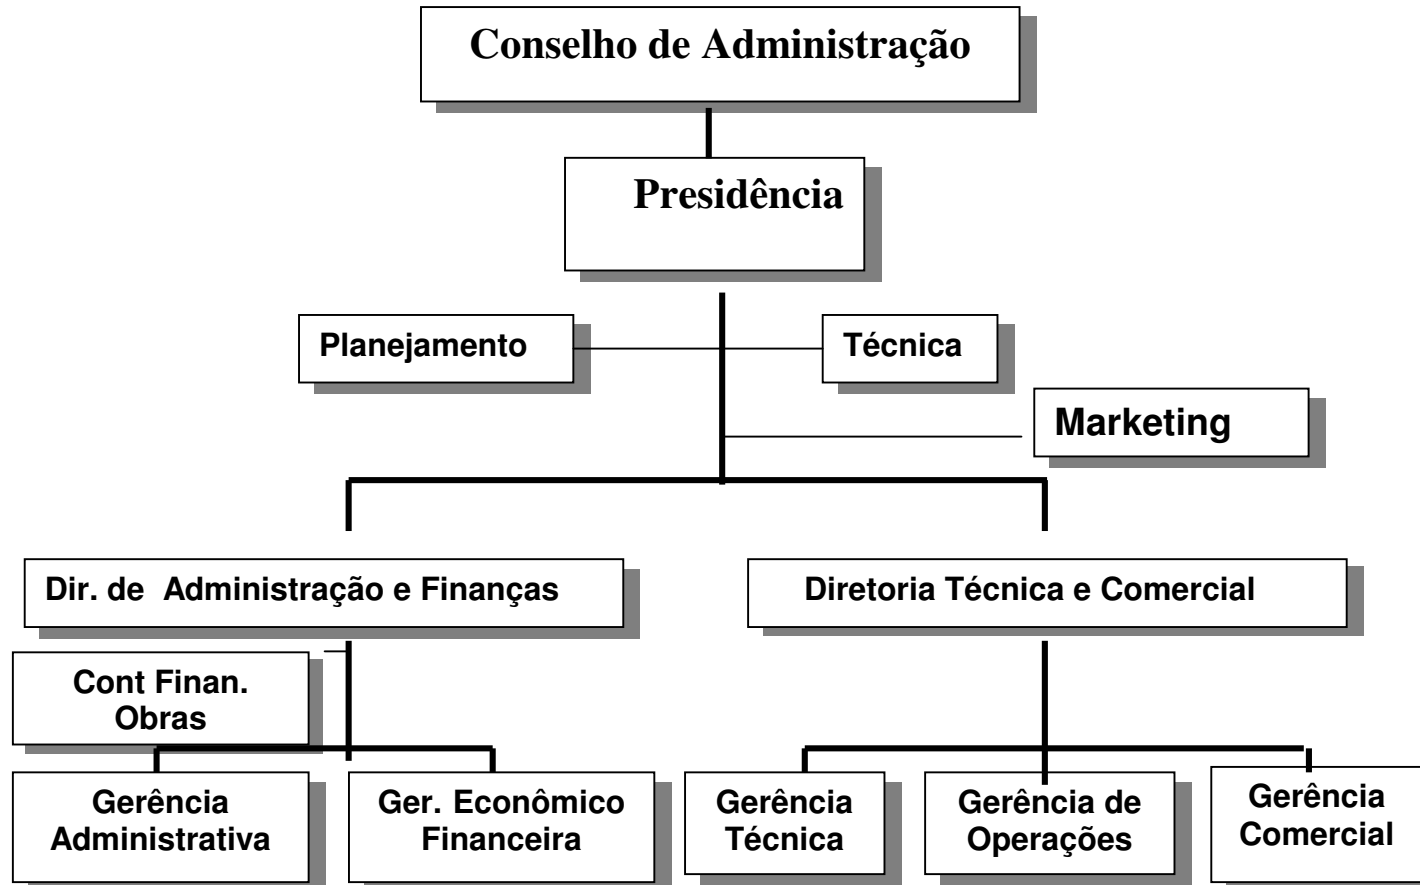 Conselho de Administração
Presidência
Planejamento
Técnica
Marketing
Dir. de  Administração e Finanças
Diretoria Técnica e Comercial
Cont Finan.
Obras
Gerência
Administrativa
Ger. Econômico
Financeira
Gerência
Técnica
Gerência de
Operações
Gerência
Comercial